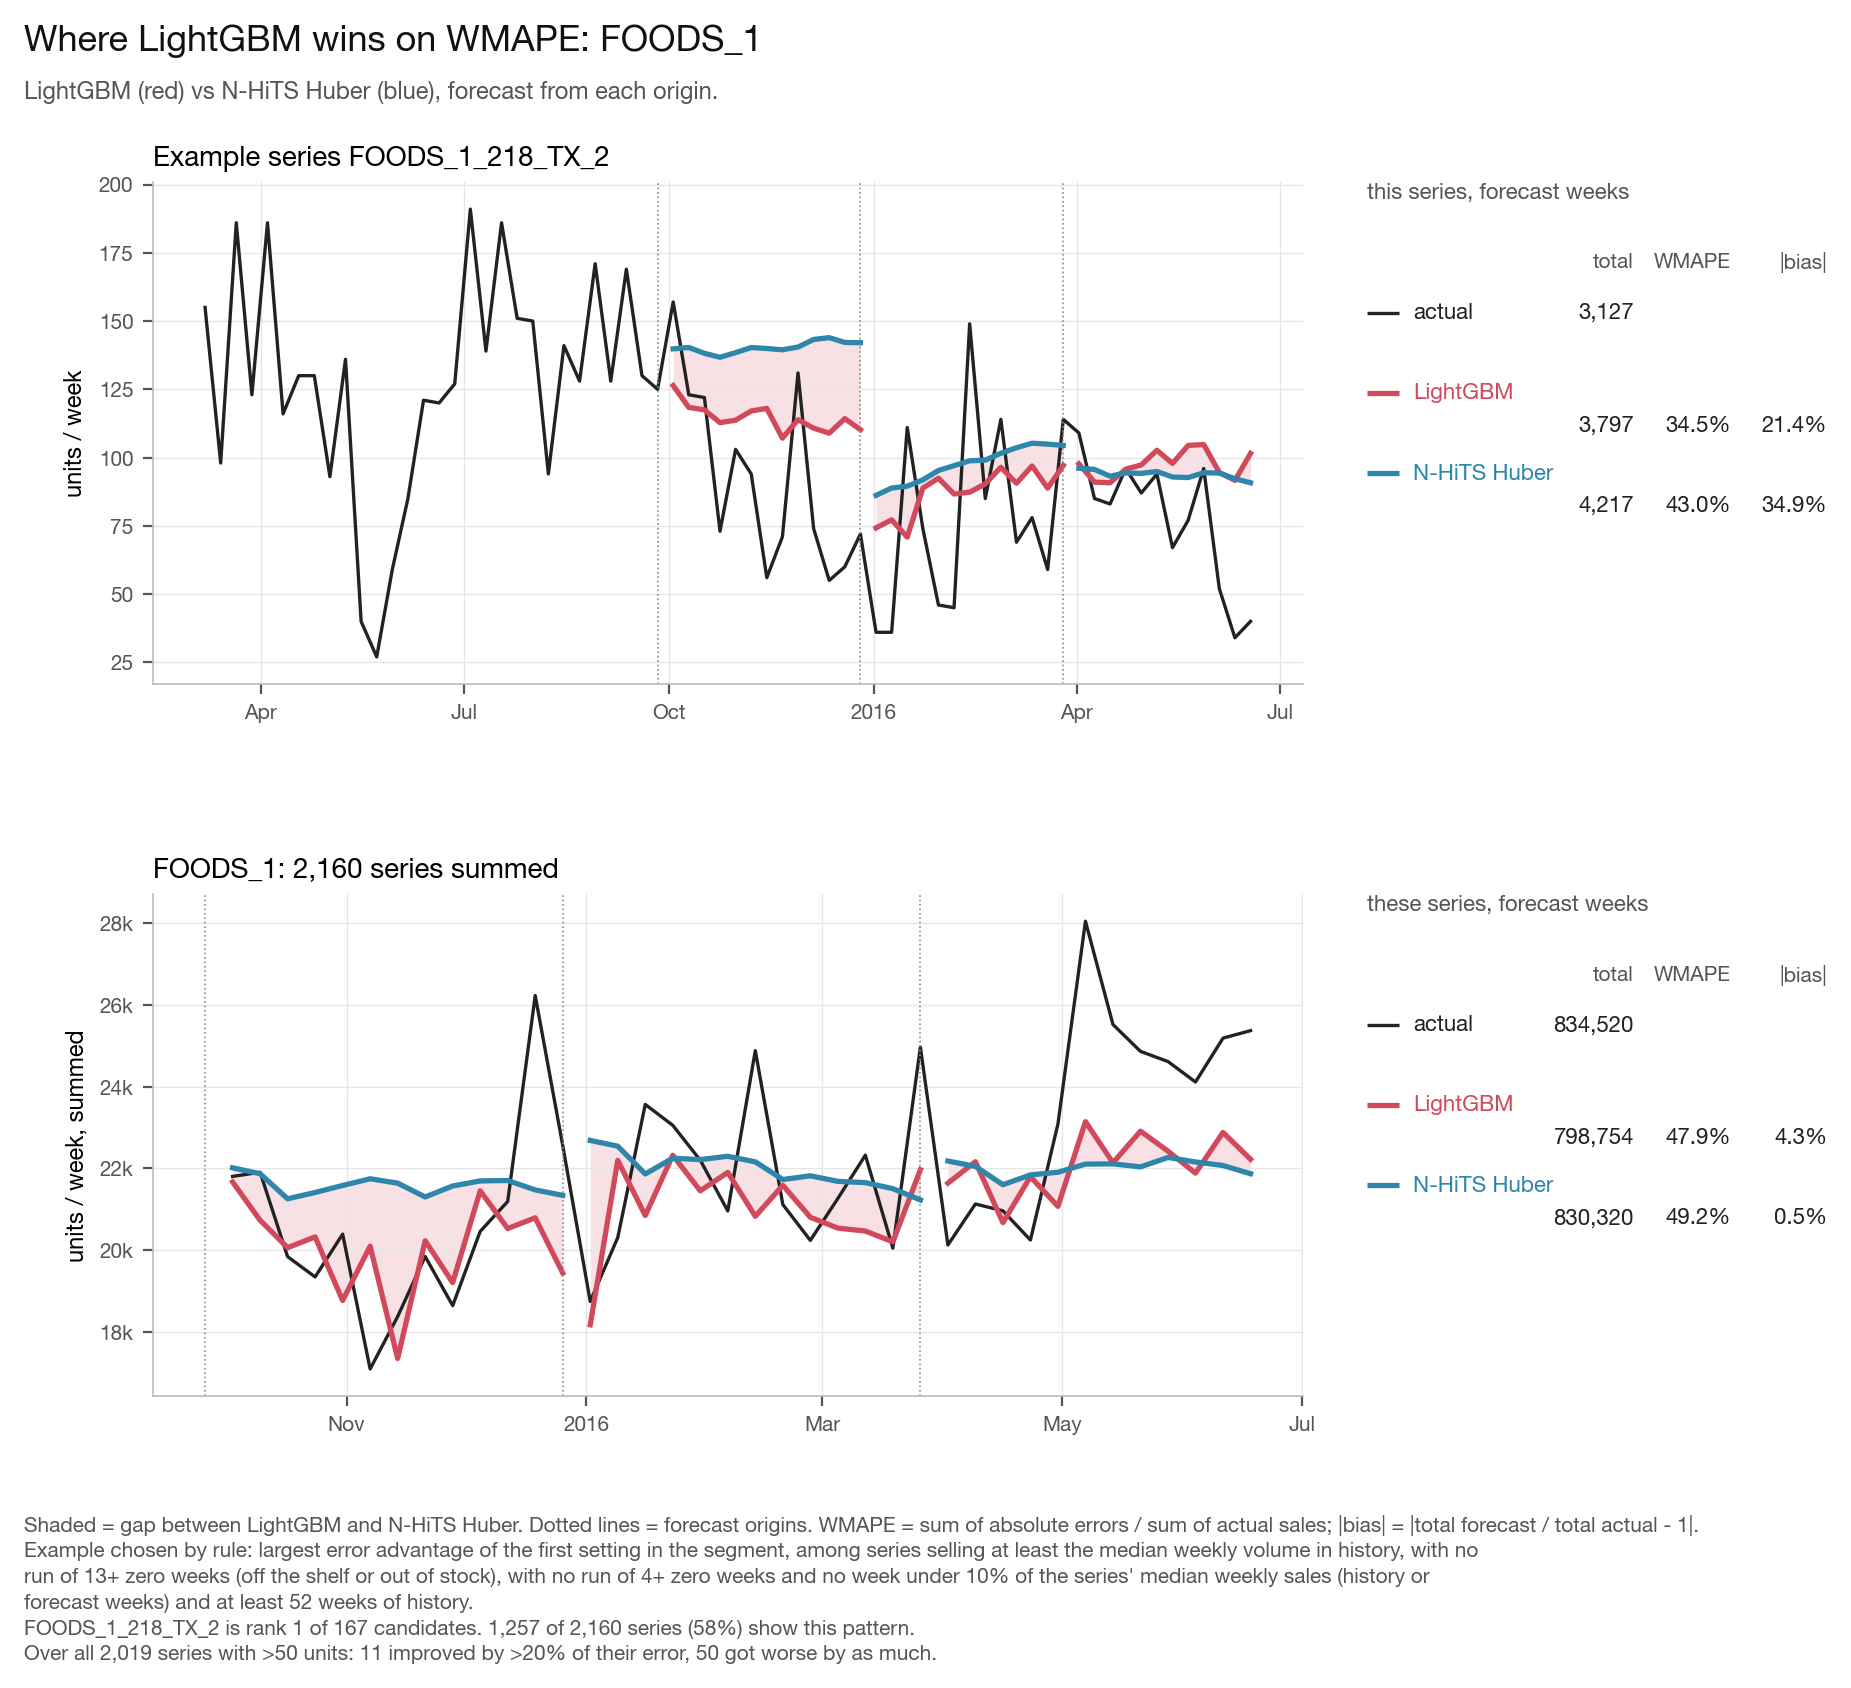 Where LightGBM wins on WMAPE: FOODS_1
LightGBM (red) vs N-HiTS Huber (blue), forecast from each origin.
Example series FOODS_1_218_TX_2
units / week
200
175
150
125
100
75
50
25
Apr
Jul
Oct
2016
Apr
Jul
this series, forecast weeks
total WMAPE |bias|
actual 3,127
LightGBM
3,797 34.5% 21.4%
N-HiTS Huber
4,217 43.0% 34.9%
FOODS_1: 2,160 series summed
units / week, summed
28k
26k
24k
22k
20k
18k
Nov
2016
Mar
May
Jul
these series, forecast weeks
total WMAPE |bias|
actual 834,520
LightGBM
798,754 47.9% 4.3%
N-HiTS Huber
830,320 49.2% 0.5%
Shaded = gap between LightGBM and N-HiTS Huber. Dotted lines = forecast origins. WMAPE = sum of absolute errors / sum of actual sales; |bias| = |total forecast / total actual - 1|.
Example chosen by rule: largest error advantage of the first setting in the segment, among series selling at least the median weekly volume in history, with no
run of 13+ zero weeks (off the shelf or out of stock), with no run of 4+ zero weeks and no week under 10% of the series' median weekly sales (history or
forecast weeks) and at least 52 weeks of history.
FOODS_1_218_TX_2 is rank 1 of 167 candidates. 1,257 of 2,160 series (58%) show this pattern.
Over all 2,019 series with >50 units: 11 improved by >20% of their error, 50 got worse by as much.